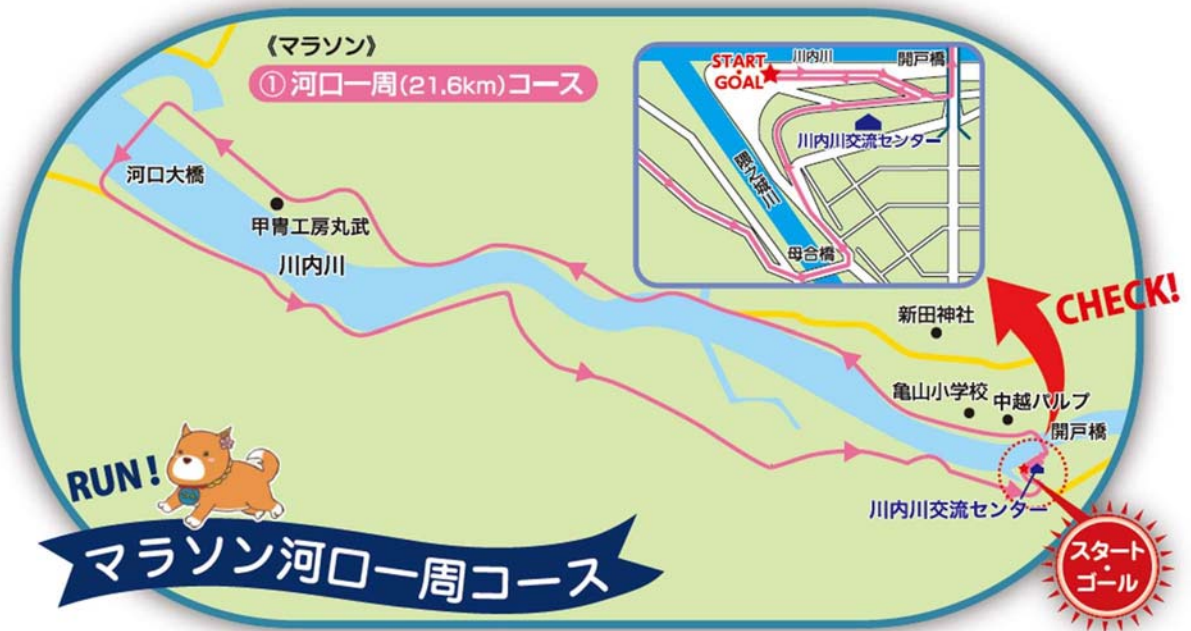 《マラソン》
① 河口一周(21.6km)コース
START
・
GOAL
川内川
開戸橋
川内川交流センター
隈之城川
母合橋
河口大橋
甲冑工房丸武
川内川
CHECK!
新田神社
亀山小学校
中越パルプ
開戸橋
川内川交流センター
スタート
・
ゴール
RUN!
マラソン河口一周コース